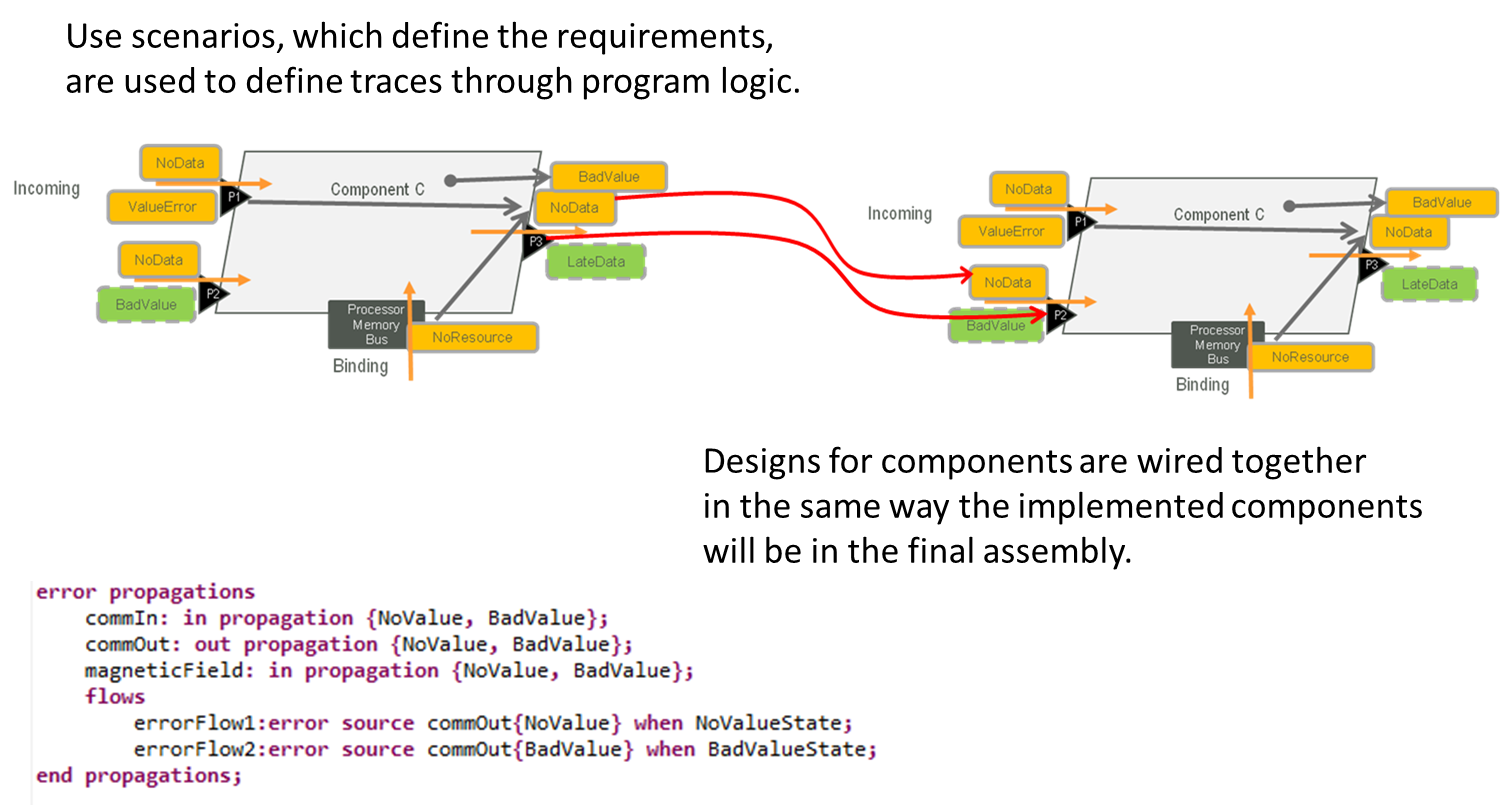 Use scenarios, which define the requirements,
are used to define traces through program logic.
Incoming
NoData
ValueError
P1
NoData
BadValue
P2
Component C
BadValue
NoData
P3
LateData
Processor
Memory
Bus
NoResource
Binding
Incoming
NoData
ValueError
P1
NoData
BadValue
P2
Component C
BadValue
NoData
P3
LateData
Processor
Memory
Bus
NoResource
Binding
Designs for components are wired together
in the same way the implemented components
will be in the final assembly.
error propagations
commIn: in propagation {NoValue, BadValue};
commOut: out propagation {NoValue, BadValue};
magneticField: in propagation {NoValue, BadValue};
flows
errorFlow1:error source commOut{NoValue} when NoValueState;
errorFlow2:error source commOut{BadValue} when BadValueState;
end propagations;